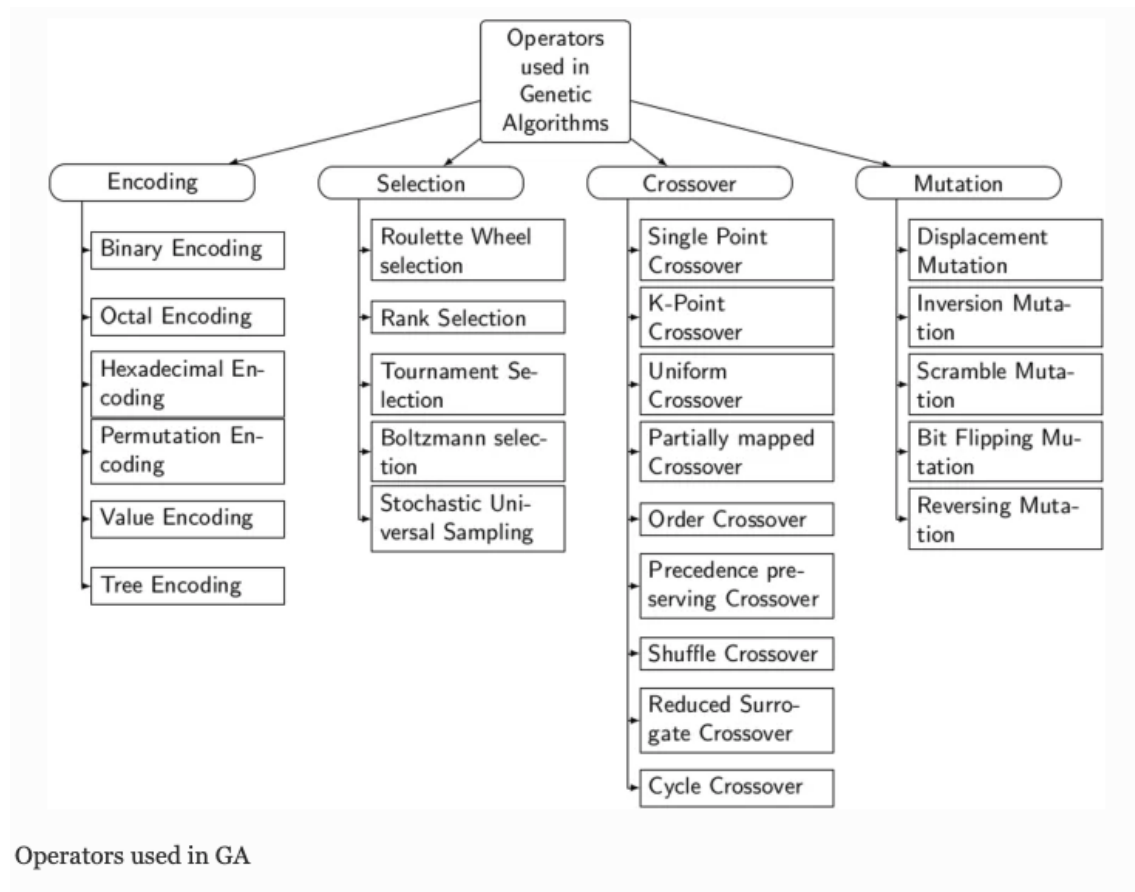 Operators
used in
Genetic
Algorithms
Encoding
Binary Encoding
Octal Encoding
Hexadecimal En-
coding
Permutation En-
coding
Value Encoding
Tree Encoding
Selection
Roulette Wheel
selection
Rank Selection
Tournament Se-
lection
Boltzmann selec-
tion
Stochastic Uni-
versal Sampling
Crossover
Single Point
Crossover
K-Point
Crossover
Uniform
Crossover
Partially mapped
Crossover
Order Crossover
Precedence pre-
serving Crossover
Shuffle Crossover
Reduced Surro-
gate Crossover
Cycle Crossover
Mutation
Displacement
Mutation
Inversion Muta-
tion
Scramble Muta-
tion
Bit Flipping Mu-
tation
Reversing Muta-
tion
Operators used in GA